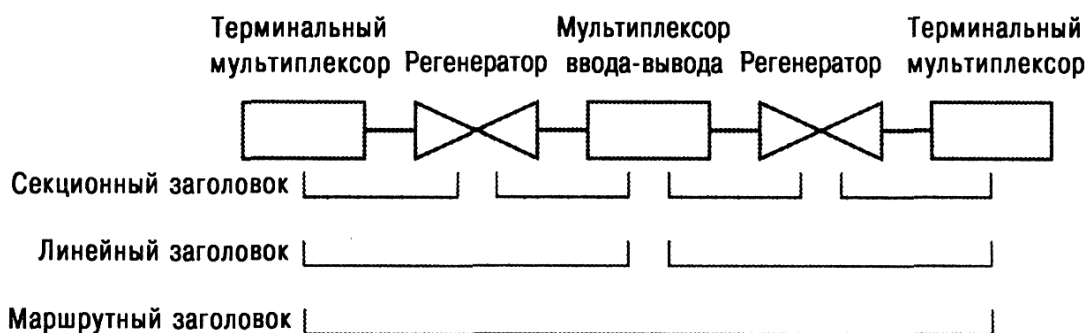 Терминальный Мультиплексор Терминальный
мультиплексор Регенератор ввода-вывода Регенератор мультиплексор
Секционный заголовок
Линейный заголовок
Маршрутный заголовок